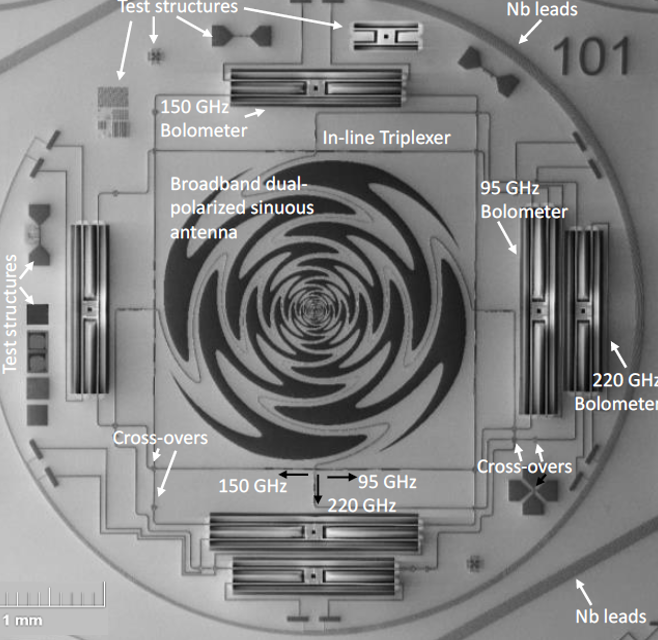 Test structures
Nb leads
101
150 GHz
Bolometer
In-line Triplexer
Broadband dual-
polarized sinuous
antenna
95 GHz
Bolometer
Test structures
220 GHz
Bolometer
Cross-overs
Cross-overs
150 GHz
95 GHz
220 GHz
1 mm
Nb leads